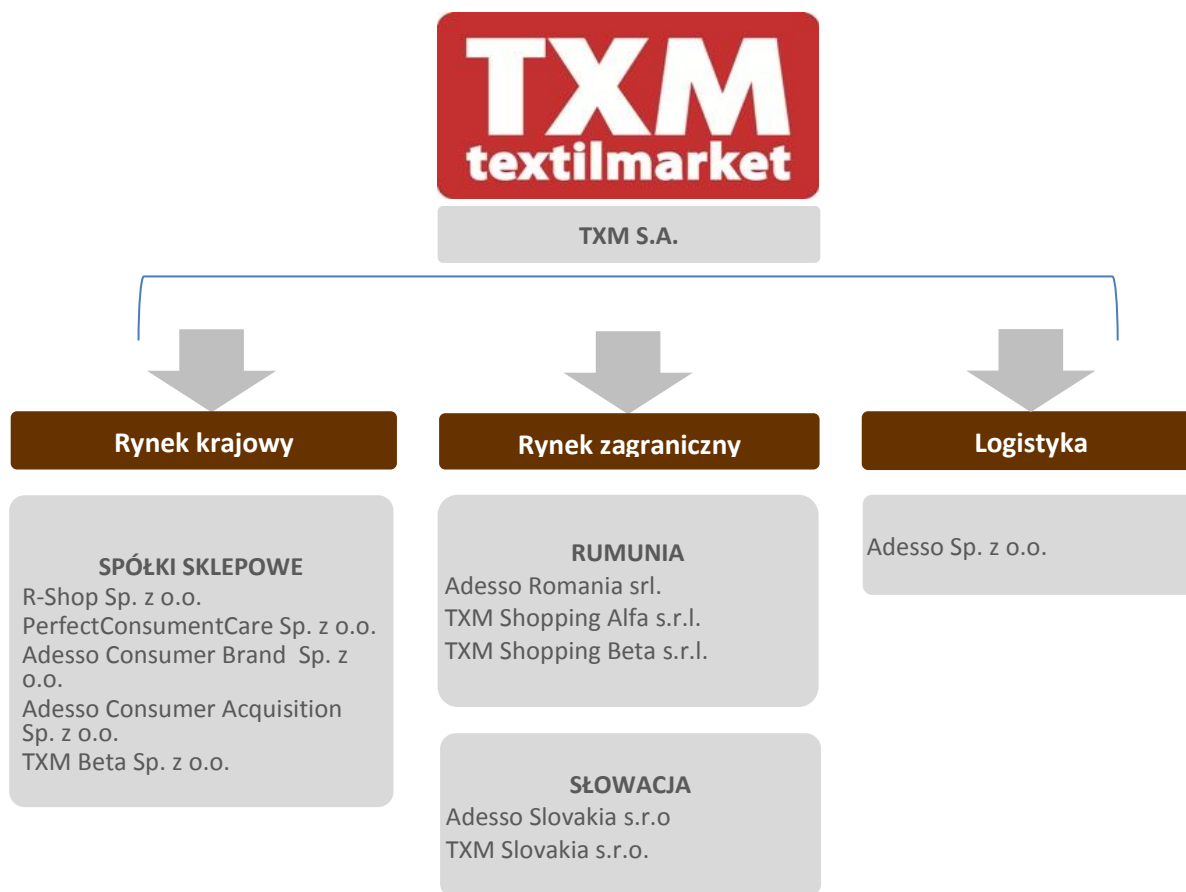 TXM
textilmarket
TXM S.A.
Rynek krajowy
SPÓŁKI SKLEPOWE
R-Shop Sp. z o.o.
PerfectConsumentCare Sp. z o.o.
Adesso Consumer Brand Sp. z
o.o.
Adesso Consumer Acquisition
Sp. z o.o.
TXM Beta Sp. z o.o.
Rynek zagraniczny
RUMUNIA
Adesso Romania srl.
TXM Shopping Alfa s.r.l.
TXM Shopping Beta s.r.l.
SŁOWACJA
Adesso Slovakia s.r.o
TXM Slovakia s.r.o.
Logistyka
Adesso Sp. z o.o.